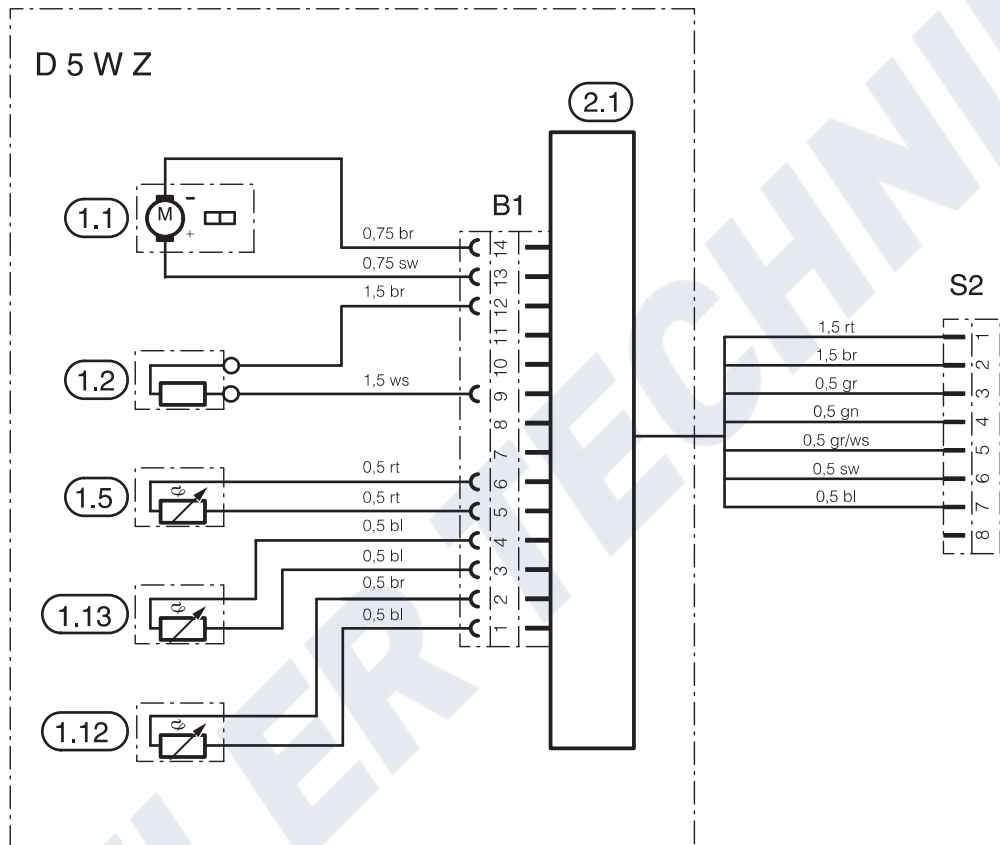 D 5 W Z
2.1
1.1
M
-
+
B1
0,75 br
14
0,75 sw
13
1,5 br
12
11
10
1.2
1,5 ws
9
8
7
1.5
ϑ
0,5 rt
6
0,5 rt
5
0,5 bl
4
0,5 bl
3
1.13
ϑ
0,5 br
2
0,5 bl
1
1.12
ϑ
S2
1,5 rt
1
1,5 br
2
0,5 gr
3
0,5 gn
4
0,5 gr/ws
5
0,5 sw
6
0,5 bl
7
8